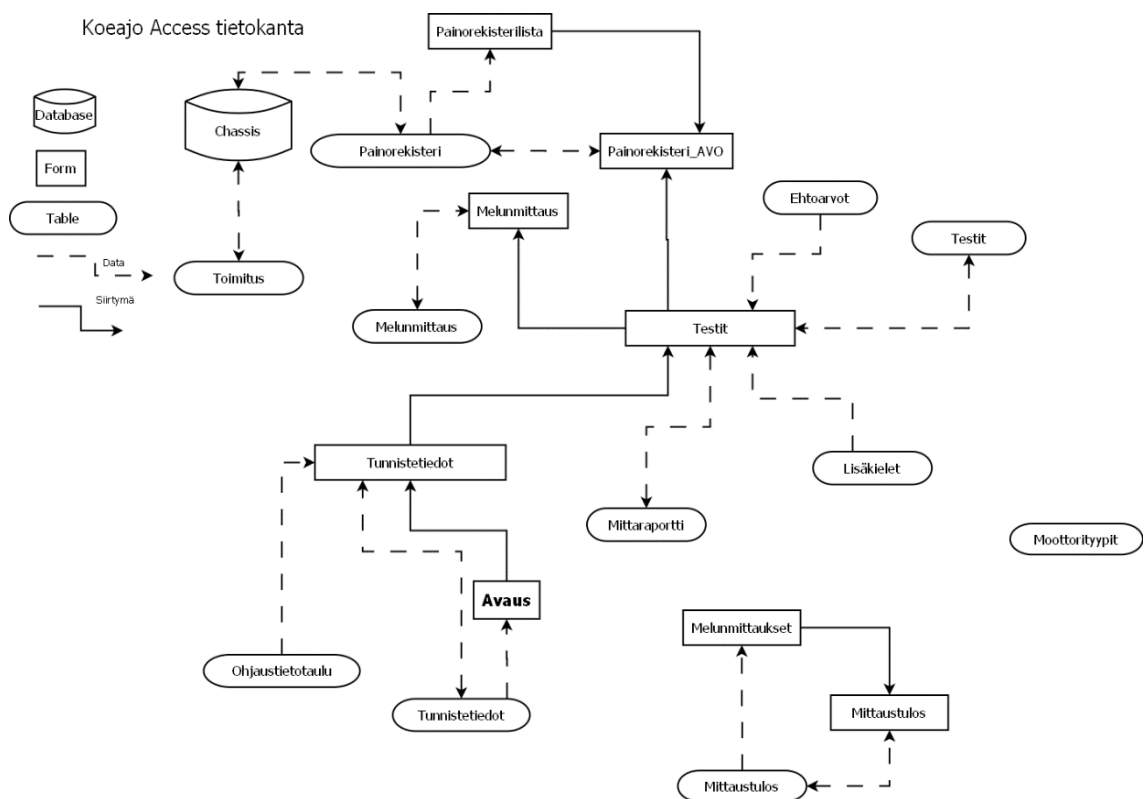 Koeajo Access tietokanta
Painorekisterilista
Database
Chassis
Painorekisteri
Painorekisteri_AVO
Form
Ehtoarvot
Table
Melunmittaus
Testit
Data
Toimitus
Siirtymä
Melunmittaus
Testit
Tunnistetiedot
Lisäkielet
Mittaraportti
Moottorityypit
Avaus
Melunmittaukset
Ohjaustietotaulu
Tunnistetiedot
Mittaustulos
Mittaustulos